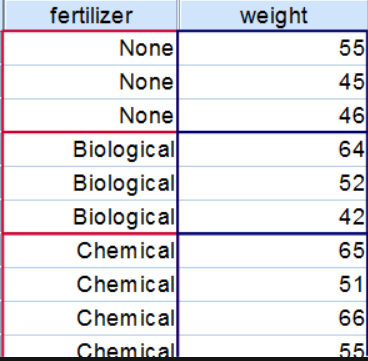 fertilizer weight
None 55
None 45
None 46
Biological 64
Biological 52
Biological 42
Chemical 65
Chemical 51
Chemical 66
Chemical 55